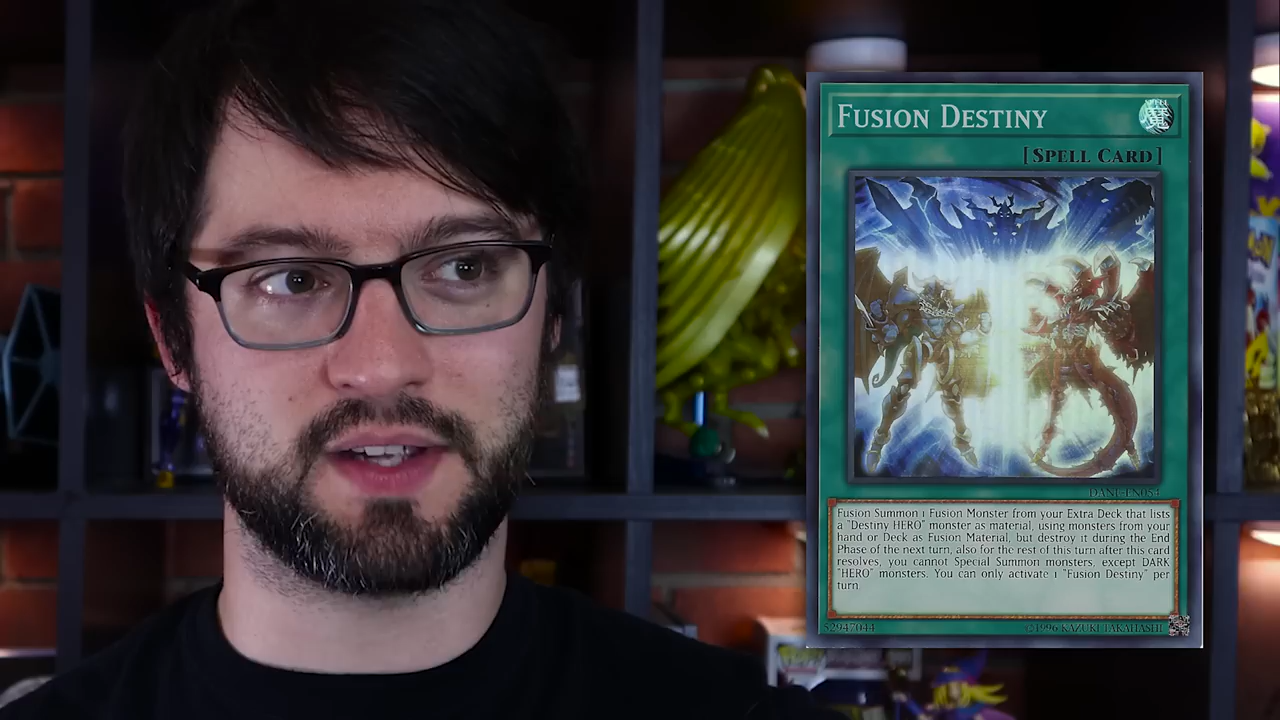 FUSION DESTINY
[SPELL CARD]
DANE-EN054
Fusion Summon 1 Fusion Monster from your Extra Deck that lists
a "Destiny HERO" monster as material, using monsters from your
hand or Deck as Fusion Material, but destroy it during the End
Phase of the next turn, also for the rest of this turn after this card
resolves, you cannot Special Summon monsters, except DARK
"HERO" monsters. You can only activate 1 "Fusion Destiny" per
turn.
52947044
©1996 KAZUKI TAKAHASHI